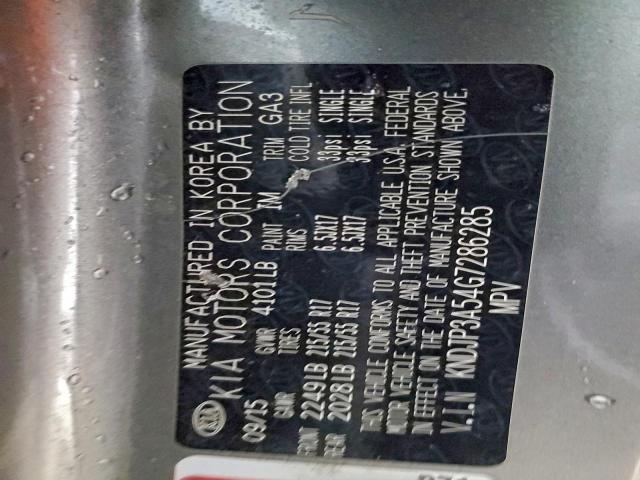 MANUFACTURED IN KOREA BY
KIA MOTORS CORPORATION
09/15 GVWR 4101LB PAINT IM TRIM GA3
GAWR TIRES RIMS COLD TIRE INFL
FRONT 2249LB 215/55 R17 6.5JX17 33psi SINGLE
REAR 2028LB 215/55 R17 6.5JX17 33psi SINGLE
THIS VEHICLE CONFORMS TO ALL APPLICABLE U.S.A. FEDERAL
MOTOR VEHICLE SAFETY AND THEFT PREVENTION STANDARDS
IN EFFECT ON THE DATE OF MANUFACTURE SHOWN ABOVE.
V.I.N KNDJP3A54G7286285
MPV